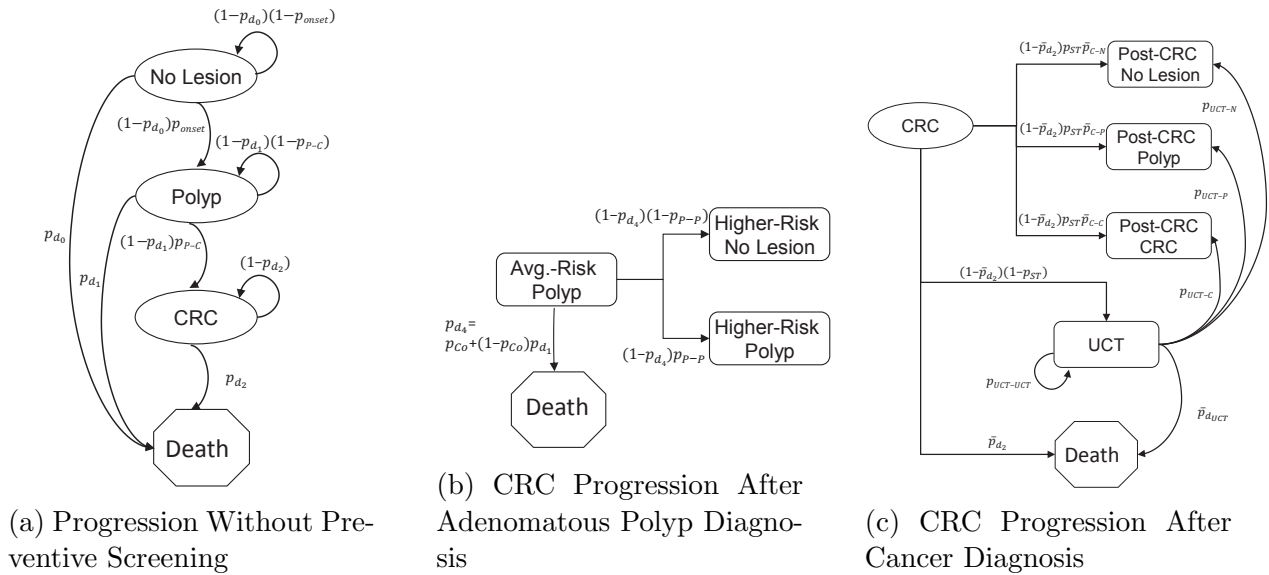 (1-p_{d_0})(1-p_{onset})
No Lesion
(1-p_{d_0})p_{onset}
(1-p_{d_1})(1-p_{P-C})
Polyp
p_{d_0}
(1-p_{d_1})p_{P-C}
p_{d_1}
(1-p_{d_2})
CRC
p_{d_2}
Death
(a) Progression Without Pre-
ventive Screening
(1-p_{d_4})(1-p_{P-P})
Higher-Risk
No Lesion
Avg.-Risk
Polyp
p_{d_4}=
p_{Co}+(1-p_{Co})p_{d_1}
(1-p_{d_4})p_{P-P}
Higher-Risk
Polyp
Death
(b) CRC Progression After
Adenomatous Polyp Diagno-
sis
(1-p̄_{d_2})p_{ST}p̄_{C-N}
Post-CRC
No Lesion
p_{UCT-N}
CRC
(1-p̄_{d_2})p_{ST}p̄_{C-P}
Post-CRC
Polyp
p_{UCT-P}
(1-p̄_{d_2})p_{ST}p̄_{C-C}
Post-CRC
CRC
(1-p̄_{d_2})(1-p_{ST})
p_{UCT-C}
UCT
p_{UCT-UCT}
p̄_{d_{UCT}}
p̄_{d_2}
Death
(c) CRC Progression After
Cancer Diagnosis